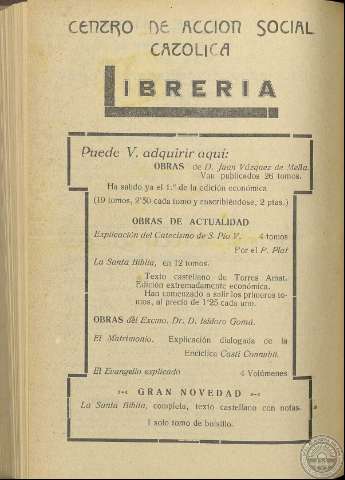 CENTRO DE ACCION SOCIAL
CATOLICA
LIBRERIA
Puede V. adquirir aquí:
OBRAS de D. Juan Vázquez de Mella.
Van publicados 26 tomos.
Ha salido ya el 1.º de la edición económica
(19 tomos, 2'50 cada tomo y suscribiéndose, 2 ptas.)
OBRAS DE ACTUALIDAD
Explicación del Catecismo de S. Pío V. 4 tomos
Por el P. Plat
La Santa Biblia, en 12 tomos.
Texto castellano de Torres Amat.
Edición extremadamente económica.
Han comenzado a salir los primeros to-
mos, al precio de 1'25 cada uno.
OBRAS del Excmo. Dr. D. Isidoro Gomá.
El Matrimonio. Explicación dialogada de la
Encíclica Casti Connubii.
El Evangelio explicado 4 Volúmenes
GRAN NOVEDAD
La Santa Biblia, completa, texto castellano con notas.
1 solo tomo de bolsillo.